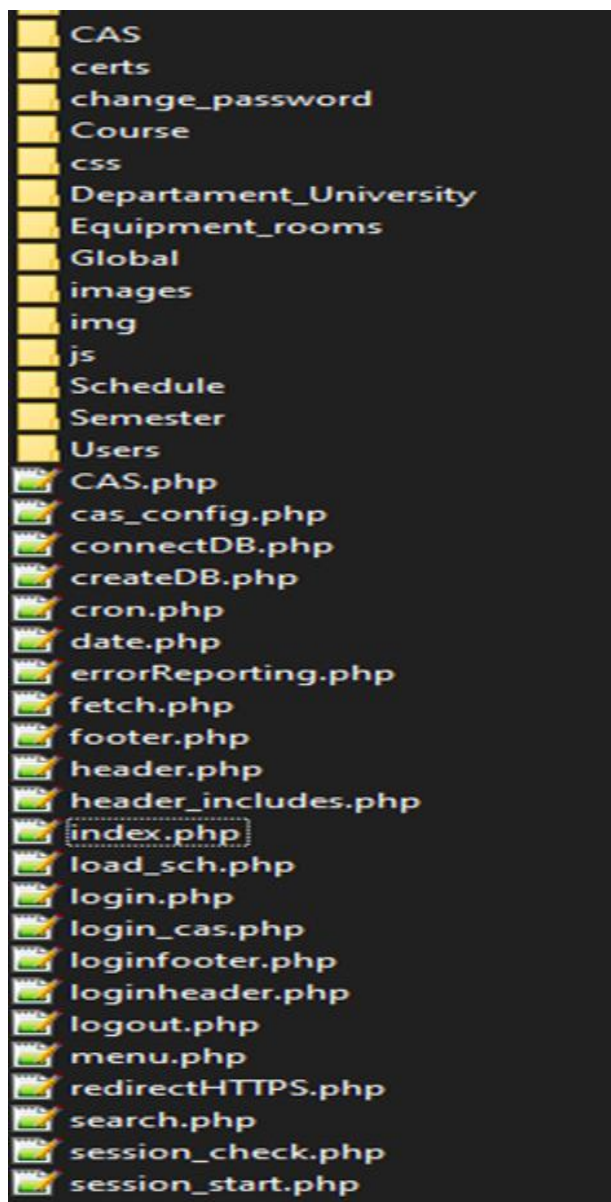 CAS
certs
change_password
Course
css
Departament_University
Equipment_rooms
Global
images
img
js
Schedule
Semester
Users
CAS.php
cas_config.php
connectDB.php
createDB.php
cron.php
date.php
errorReporting.php
fetch.php
footer.php
header.php
header_includes.php
index.php
load_sch.php
login.php
login_cas.php
loginfooter.php
loginheader.php
logout.php
menu.php
redirectHTTPS.php
search.php
session_check.php
session_start.php